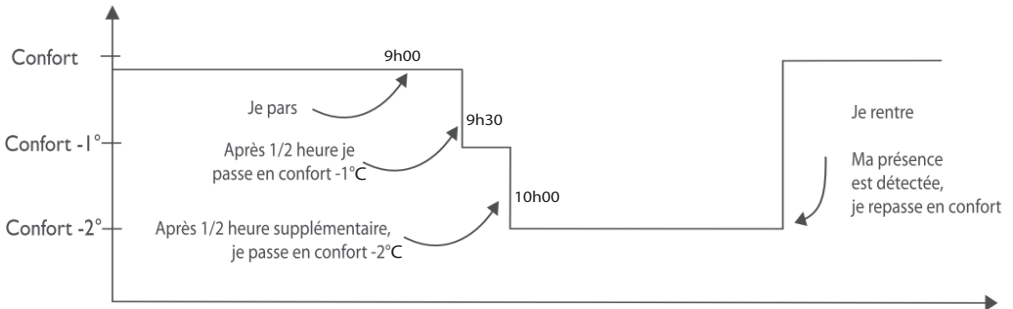 Confort
9h00
Je pars
9h30
Confort -1°
Après 1/2 heure je
passe en confort -1°C
10h00
Confort -2°
Après 1/2 heure supplémentaire,
je passe en confort -2°C
Je rentre
Ma présence
est détectée,
je repasse en confort